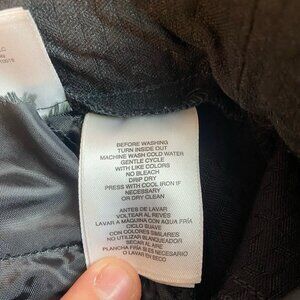 LLC
10018
BEFORE WASHING
TURN INSIDE OUT
MACHINE WASH COLD WATER
GENTLE CYCLE
WITH LIKE COLORS
NO BLEACH
DRIP DRY
PRESS WITH COOL IRON IF
NECESSARY
OR DRY CLEAN
ANTES DE LAVAR
VOLTEAR AL REVÉS
LAVAR A MÁQUINA CON AGUA FRÍA
CICLO SUAVE
CON COLORES SIMILARES
NO UTILIZAR BLANQUEADOR
SECAR AL AIRE
PLANCHA FRÍA SI ES NECESARIO
O LAVAR EN SECO